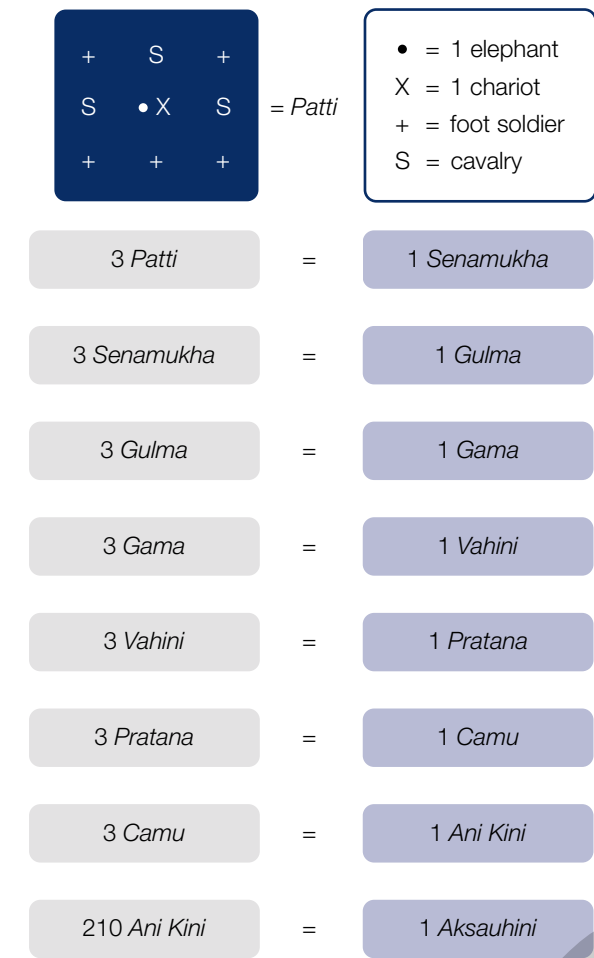 + S +
S • X S = Patti
+ + +
• = 1 elephant
X = 1 chariot
+ = foot soldier
S = cavalry
3 Patti = 1 Senamukha
3 Senamukha = 1 Gulma
3 Gulma = 1 Gama
3 Gama = 1 Vahini
3 Vahini = 1 Pratana
3 Pratana = 1 Camu
3 Camu = 1 Ani Kini
210 Ani Kini = 1 Aksauhini